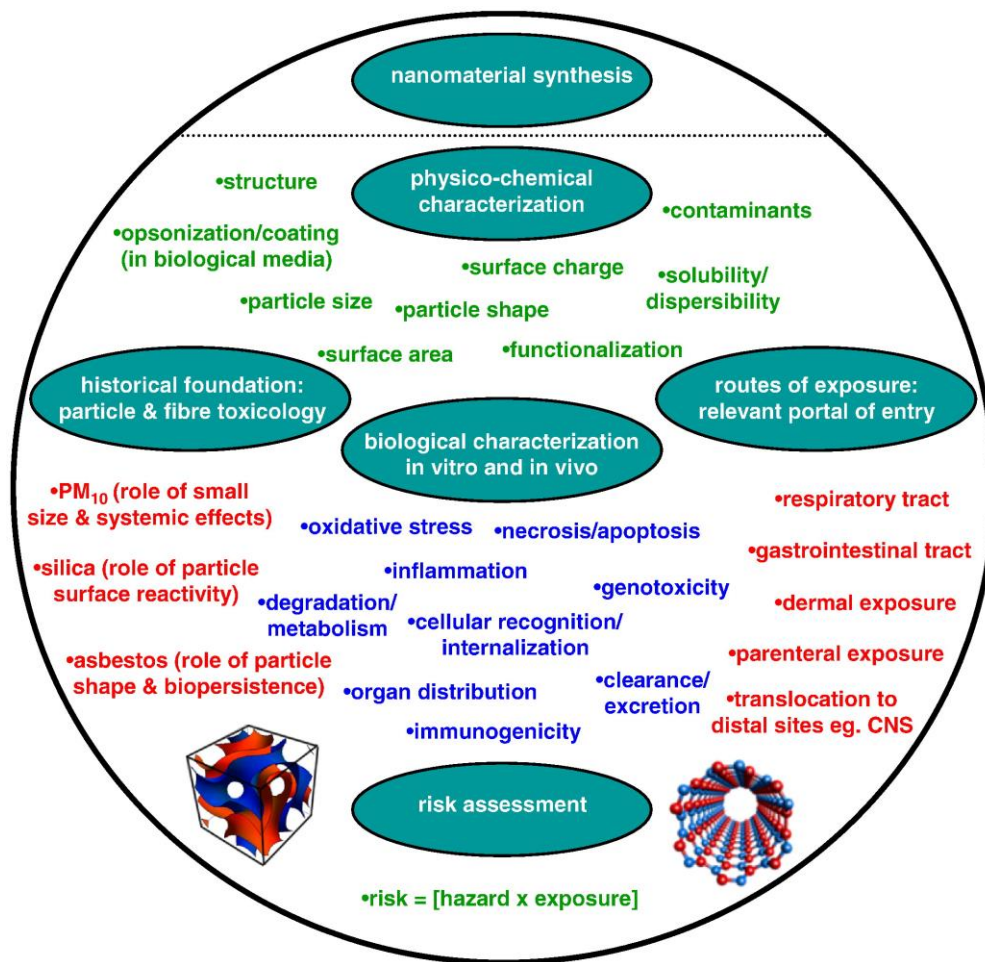 nanomaterial synthesis
physico-chemical
characterization
•structure
•contaminants
•opsonization/coating
(in biological media)
•surface charge
•solubility/
dispersibility
•particle size
•particle shape
•surface area
•functionalization
historical foundation:
particle & fibre toxicology
routes of exposure:
relevant portal of entry
biological characterization
in vitro and in vivo
•PM₁₀ (role of small
size & systemic effects)
•silica (role of particle
surface reactivity)
•asbestos (role of particle
shape & biopersistence)
•oxidative stress
•necrosis/apoptosis
•inflammation
•genotoxicity
•degradation/
metabolism
•cellular recognition/
internalization
•organ distribution
•clearance/
excretion
•immunogenicity
•respiratory tract
•gastrointestinal tract
•dermal exposure
•parenteral exposure
•translocation to
distal sites eg. CNS
risk assessment
•risk = [hazard x exposure]